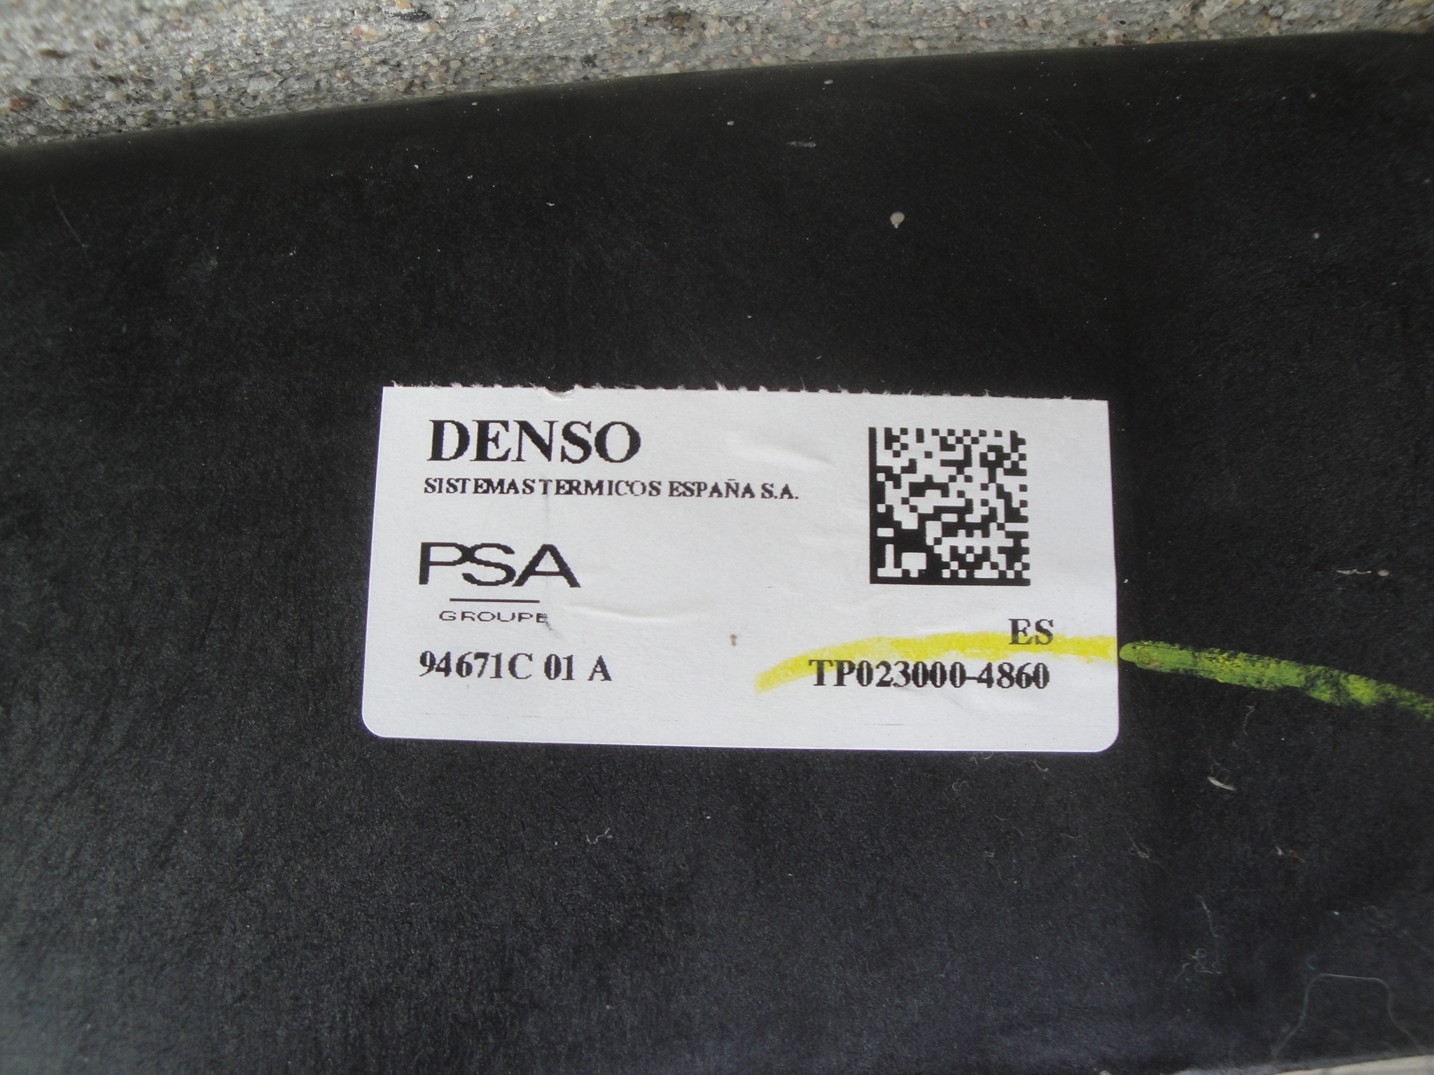 DENSO
SISTEMAS TERMICOS ESPAÑA S.A.
PSA
GROUPE
ES
94671C 01 A
TP023000-4860